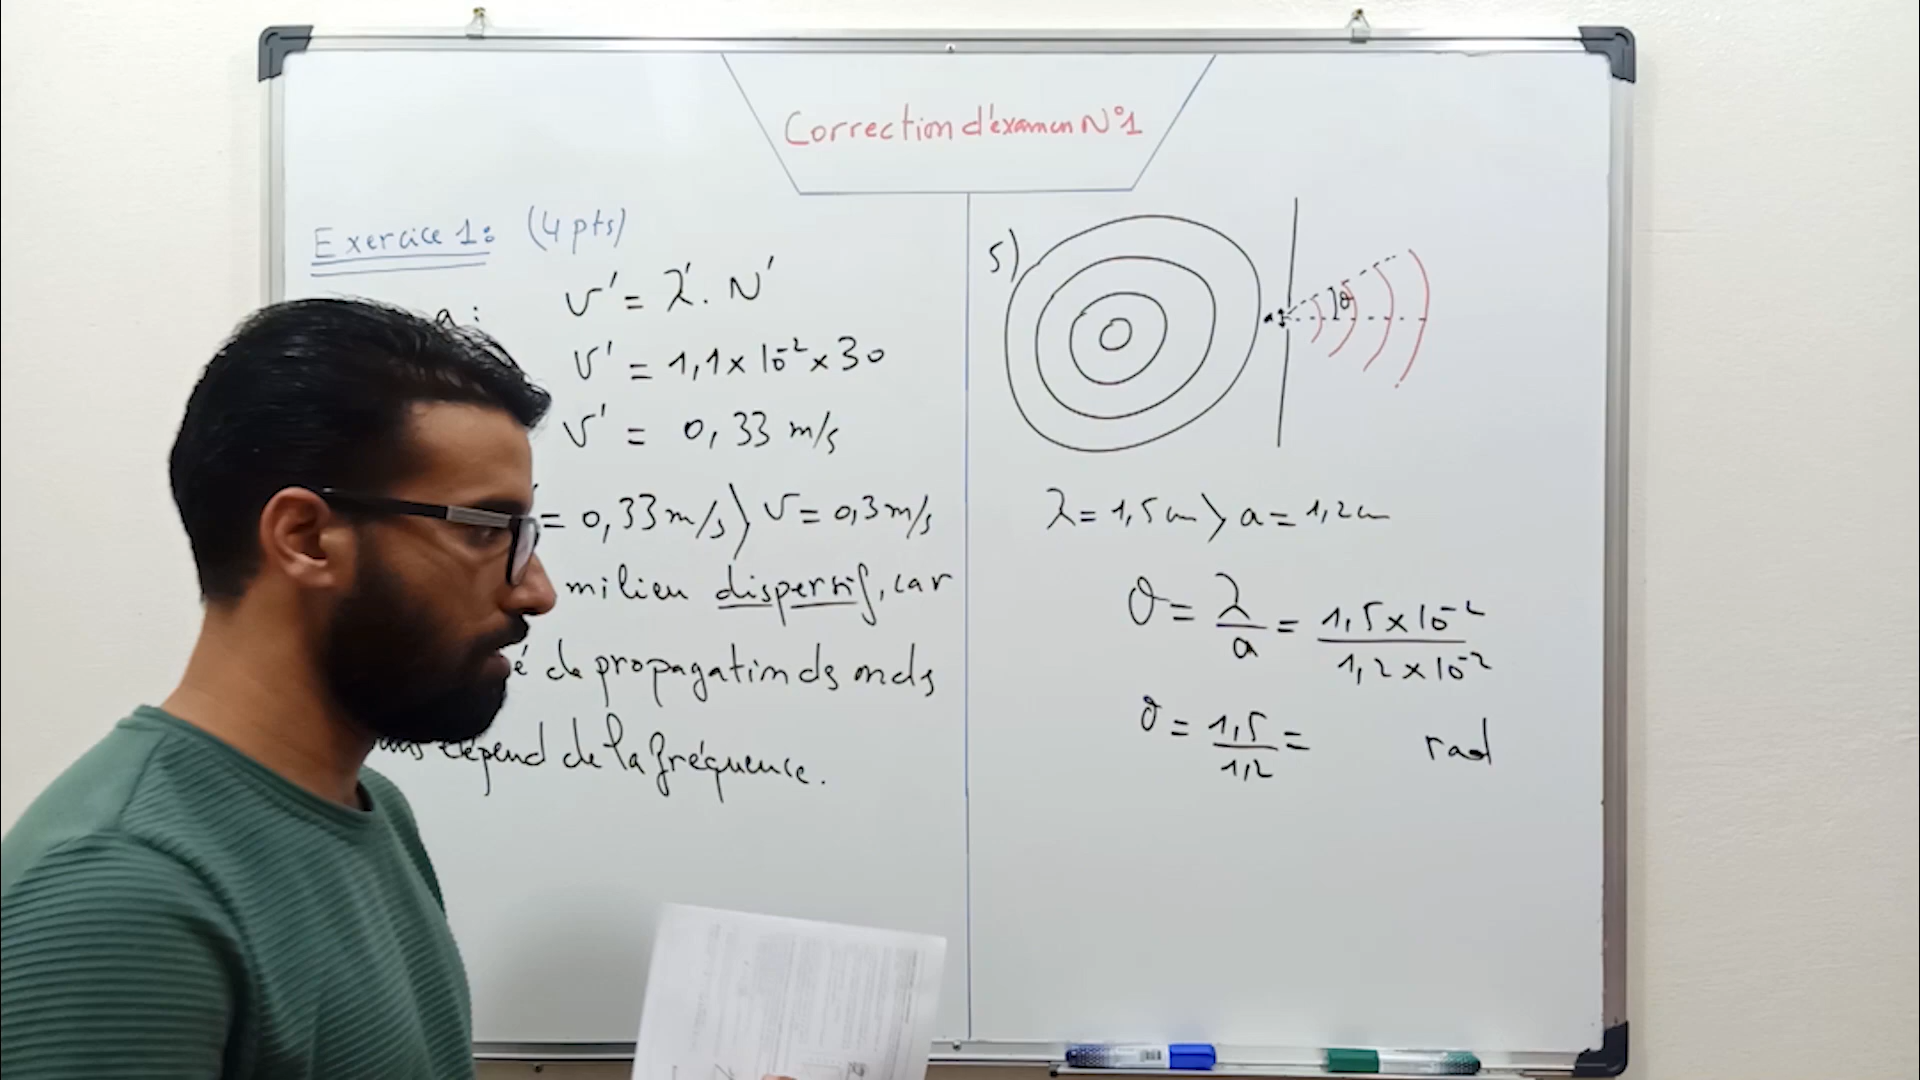 Correction d'examen N°1
Exercice 1: (4 pts)
a :
v' = λ'. N'
v' = 1,1 × 10⁻² × 30
v' = 0,33 m/s
' = 0,33 m/s > v = 0,3 m/s
milieu dispersif, car
é de propagation ds onds
dépend de la fréquence.
5)
a
θ
λ = 1,5 cm > a = 1,2 cm
θ = λ/a = 1,5 × 10⁻² / 1,2 × 10⁻²
θ = 1,5/1,2 = rad